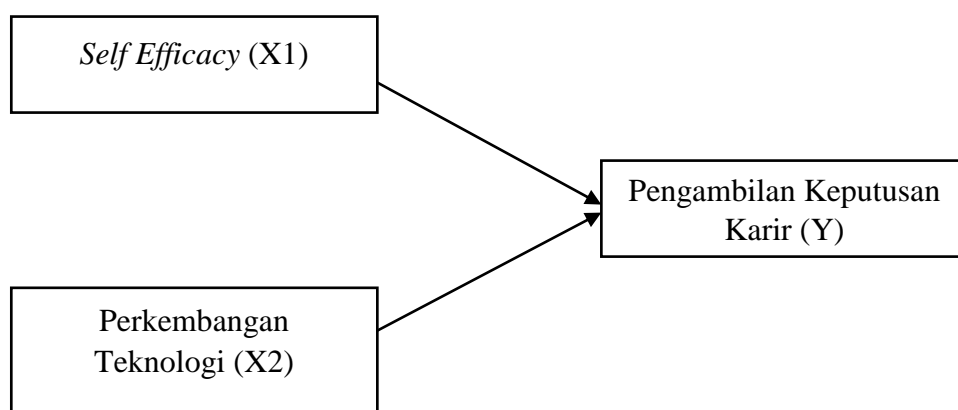 Self Efficacy (X1)
Pengambilan Keputusan
Karir (Y)
Perkembangan
Teknologi (X2)